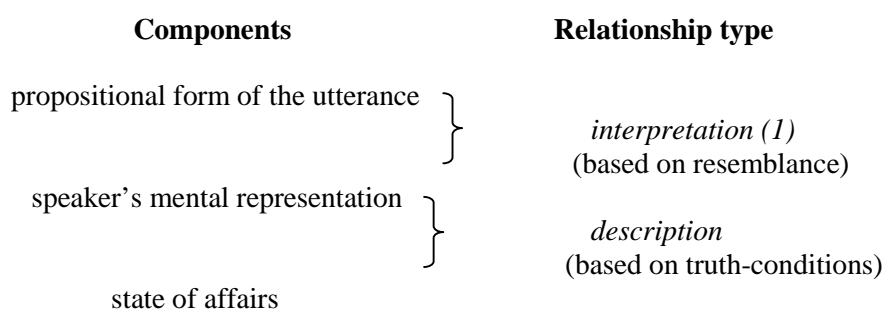 Components Relationship type
propositional form of the utterance
interpretation (1)
(based on resemblance)
speaker’s mental representation
description
(based on truth-conditions)
state of affairs